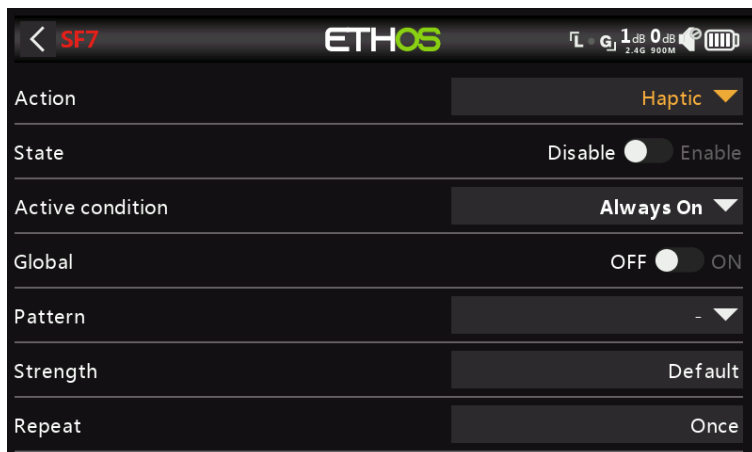 SF7 ETHOS L G 1dB 0dB
2.4G 900M
Action Haptic
State Disable Enable
Active condition Always On
Global OFF ON
Pattern -
Strength Default
Repeat Once